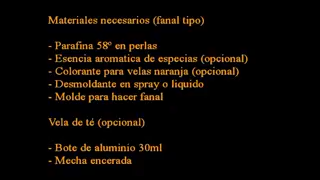 Materiales necesarios (fanal tipo)
- Parafina 58º en perlas
- Esencia aromatica de especias (opcional)
- Colorante para velas naranja (opcional)
- Desmoldante en spray o liquido
- Molde para hacer fanal
Vela de té (opcional)
- Bote de aluminio 30ml
- Mecha encerada